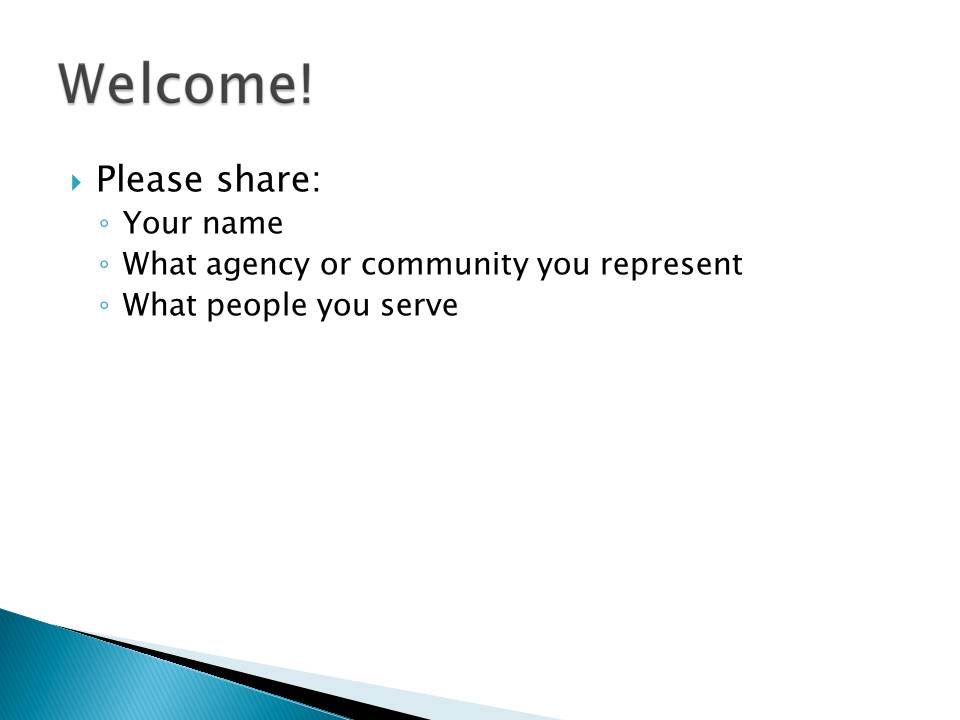 Welcome!
Please share:
Your name
What agency or community you represent
What people you serve